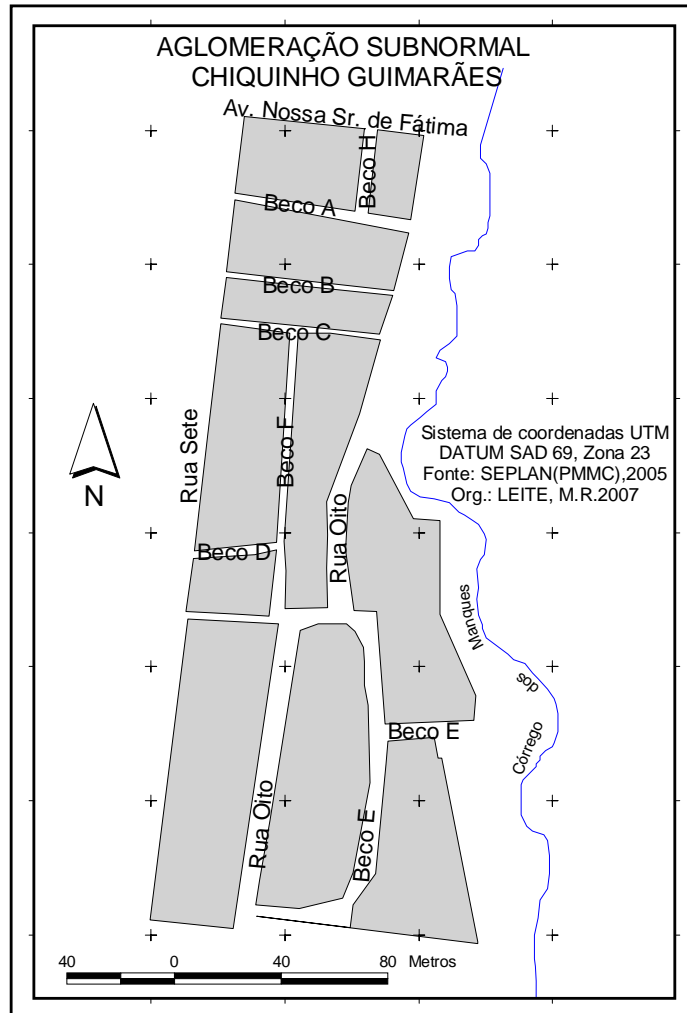 AGLOMERAÇÃO SUBNORMAL
CHIQUINHO GUIMARÃES
Av. Nossa Sr. de Fátima
Beco H
Beco A
Beco B
Beco C
Rua Sete
Beco F
Sistema de coordenadas UTM
DATUM SAD 69, Zona 23
Fonte: SEPLAN(PMMC),2005
Org.: LEITE, M.R.2007
N
Beco D
Rua Oito
Córrego
dos
Manques
Beco E
Rua Oito
Beco E
40 0 40 80 Metros